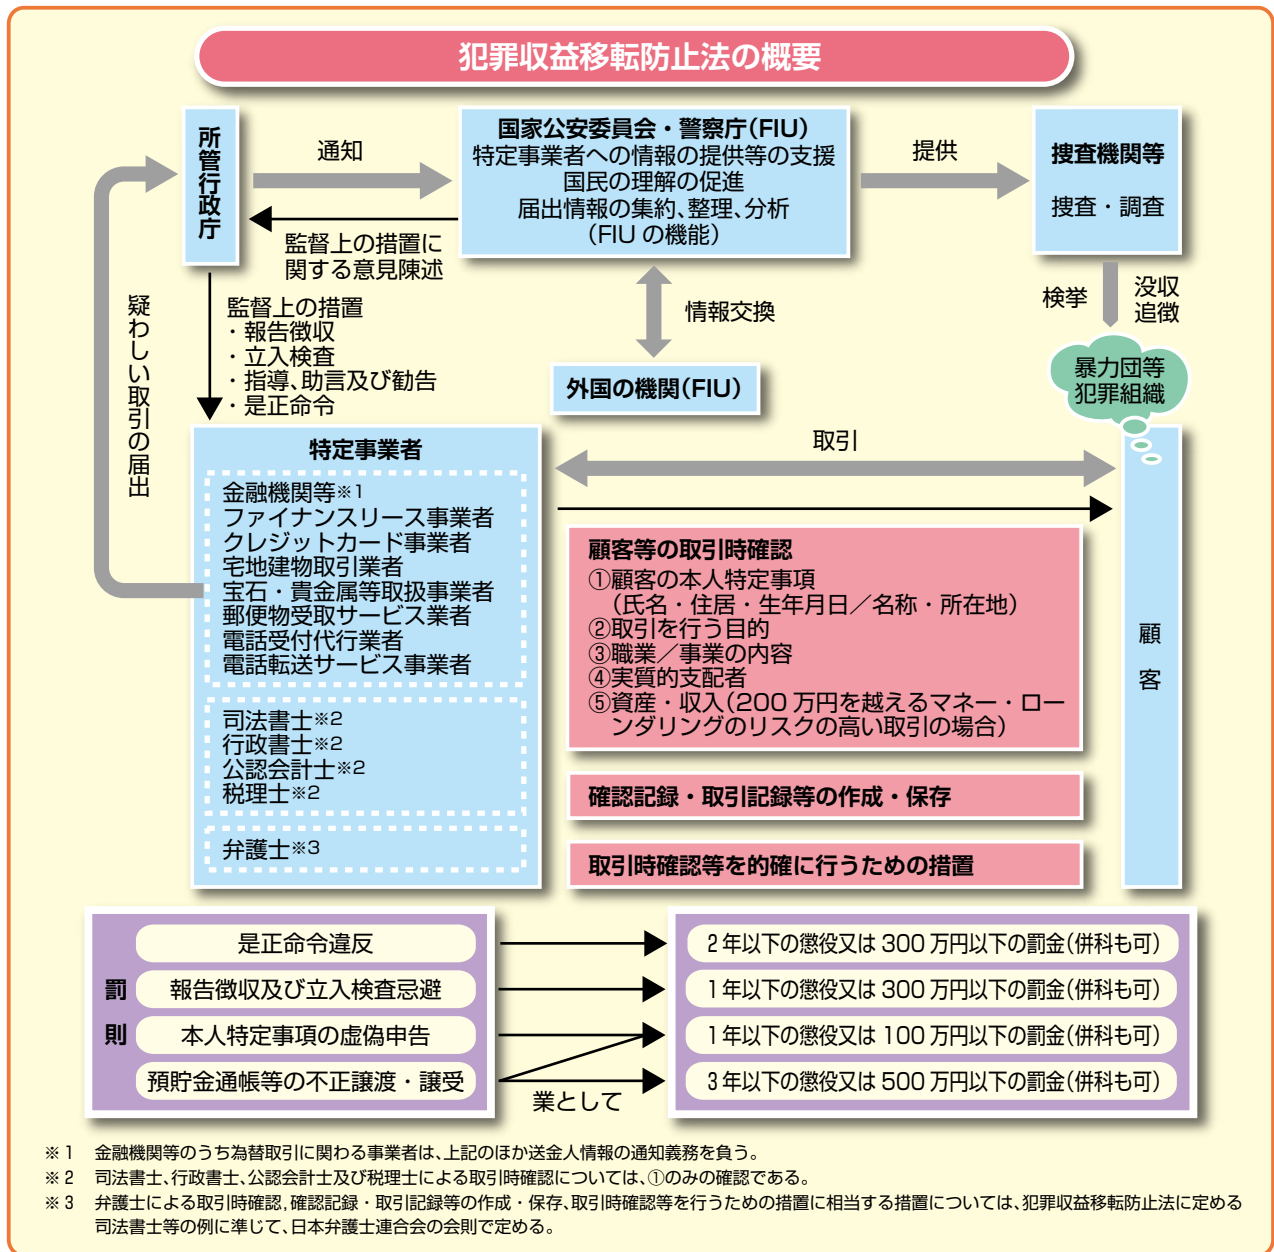 犯罪収益移転防止法の概要
所管行政庁
通知
国家公安委員会・警察庁(FIU)
特定事業者への情報の提供等の支援
国民の理解の促進
届出情報の集約、整理、分析
(FIU の機能)
提供
捜査機関等
捜査・調査
監督上の措置に
関する意見陳述
疑わしい取引の届出
監督上の措置
・報告徴収
・立入検査
・指導、助言及び勧告
・是正命令
情報交換
外国の機関(FIU)
検挙
没収
追徴
暴力団等
犯罪組織
特定事業者
金融機関等※1
ファイナンスリース事業者
クレジットカード事業者
宅地建物取引業者
宝石・貴金属等取扱事業者
郵便物受取サービス業者
電話受付代行業者
電話転送サービス事業者
司法書士※2
行政書士※2
公認会計士※2
税理士※2
弁護士※3
取引
顧客等の取引時確認
①顧客の本人特定事項
(氏名・住居・生年月日／名称・所在地)
②取引を行う目的
③職業／事業の内容
④実質的支配者
⑤資産・収入(200 万円を越えるマネー・ロー
ンダリングのリスクの高い取引の場合)
確認記録・取引記録等の作成・保存
取引時確認等を的確に行うための措置
顧客
罰則
是正命令違反
2年以下の懲役又は 300 万円以下の罰金(併科も可)
報告徴収及び立入検査忌避
1年以下の懲役又は 300 万円以下の罰金(併科も可)
本人特定事項の虚偽申告
1年以下の懲役又は 100 万円以下の罰金(併科も可)
預貯金通帳等の不正譲渡・譲受
業として
3年以下の懲役又は 500 万円以下の罰金(併科も可)
※1 金融機関等のうち為替取引に関わる事業者は、上記のほか送金人情報の通知義務を負う。
※2 司法書士、行政書士、公認会計士及び税理士による取引時確認については、①のみの確認である。
※3 弁護士による取引時確認,確認記録・取引記録等の作成・保存、取引時確認等を行うための措置に相当する措置については、犯罪収益移転防止法に定める
司法書士等の例に準じて、日本弁護士連合会の会則で定める。